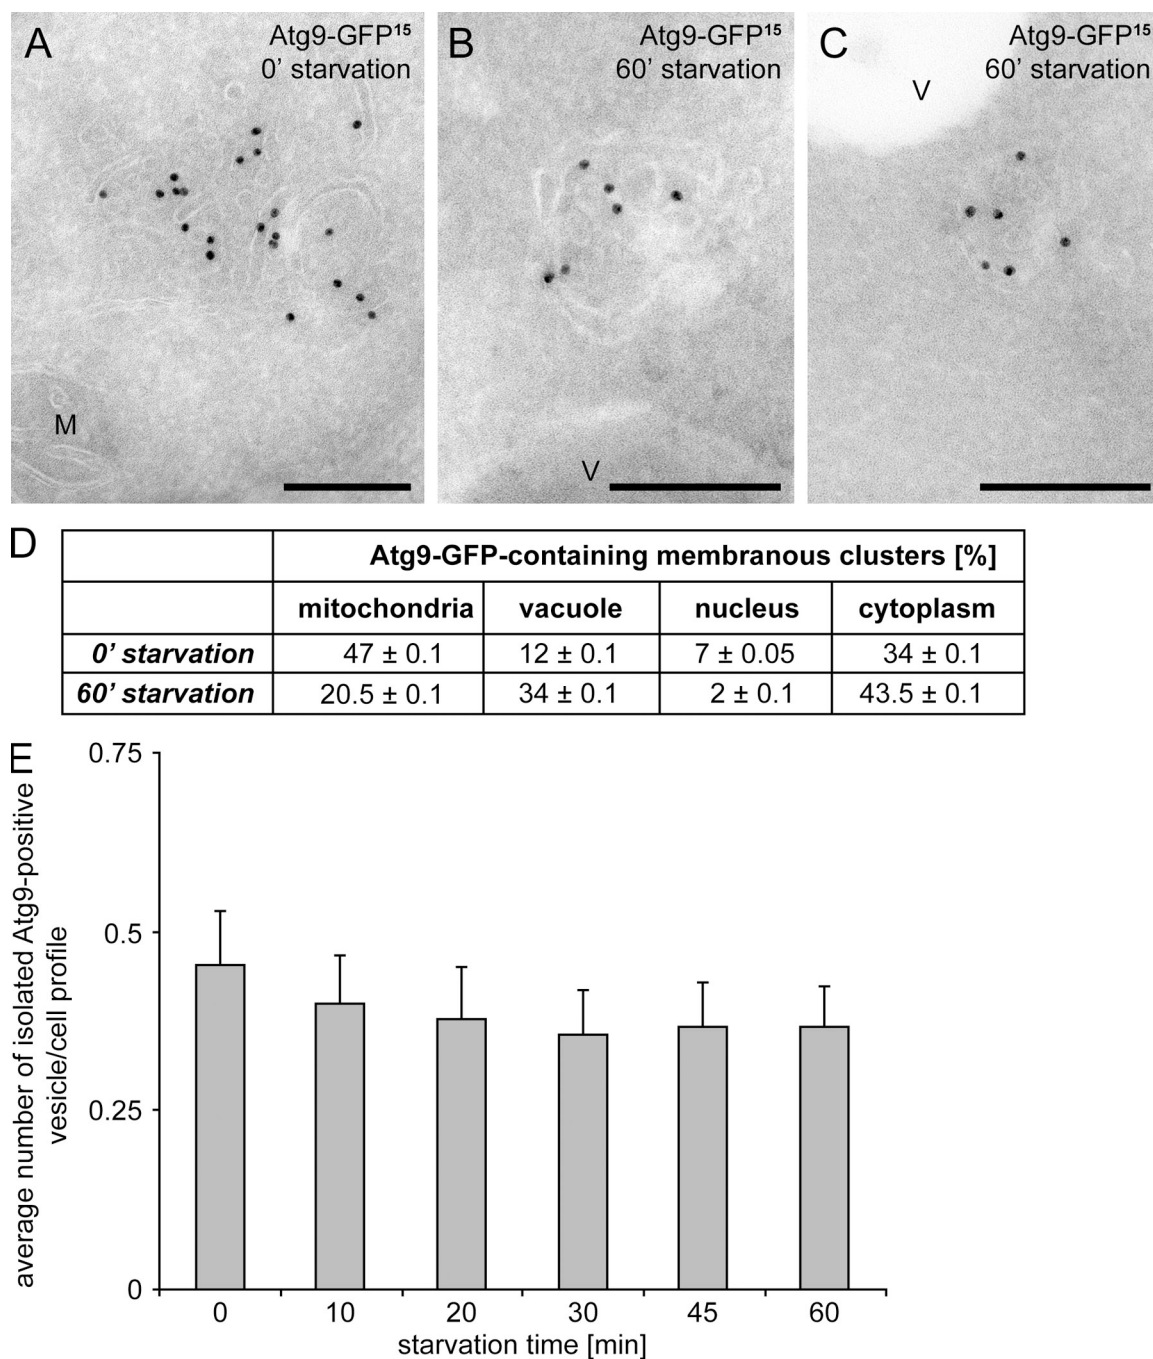 A
Atg9-GFP¹⁵
0’ starvation
M
B
Atg9-GFP¹⁵
60’ starvation
V
C
Atg9-GFP¹⁵
60’ starvation
V
D
Atg9-GFP-containing membranous clusters [%]
mitochondria vacuole nucleus cytoplasm
0’ starvation 47 ± 0.1 12 ± 0.1 7 ± 0.05 34 ± 0.1
60’ starvation 20.5 ± 0.1 34 ± 0.1 2 ± 0.1 43.5 ± 0.1
E
average number of isolated Atg9-positive
vesicle/cell profile
0.75
0.5
0.25
0
0 10 20 30 45 60
starvation time [min]